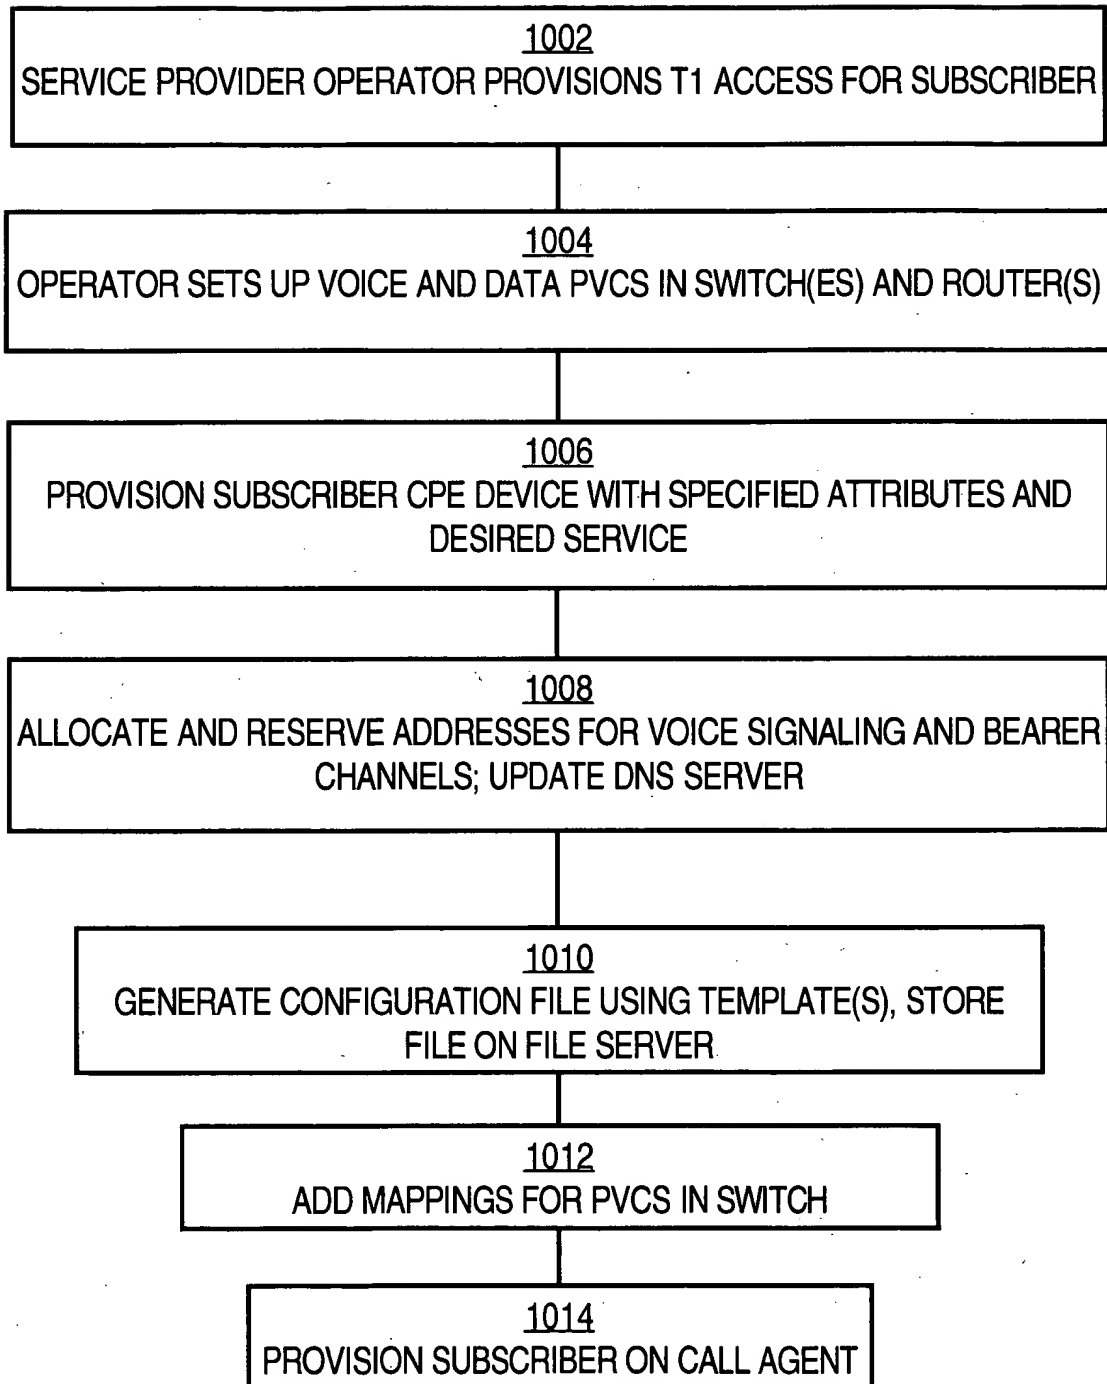 1002
SERVICE PROVIDER OPERATOR PROVISIONS T1 ACCESS FOR SUBSCRIBER
1004
OPERATOR SETS UP VOICE AND DATA PVCS IN SWITCH(ES) AND ROUTER(S)
1006
PROVISION SUBSCRIBER CPE DEVICE WITH SPECIFIED ATTRIBUTES AND
DESIRED SERVICE
1008
ALLOCATE AND RESERVE ADDRESSES FOR VOICE SIGNALING AND BEARER
CHANNELS; UPDATE DNS SERVER
1010
GENERATE CONFIGURATION FILE USING TEMPLATE(S), STORE
FILE ON FILE SERVER
1012
ADD MAPPINGS FOR PVCS IN SWITCH
1014
PROVISION SUBSCRIBER ON CALL AGENT